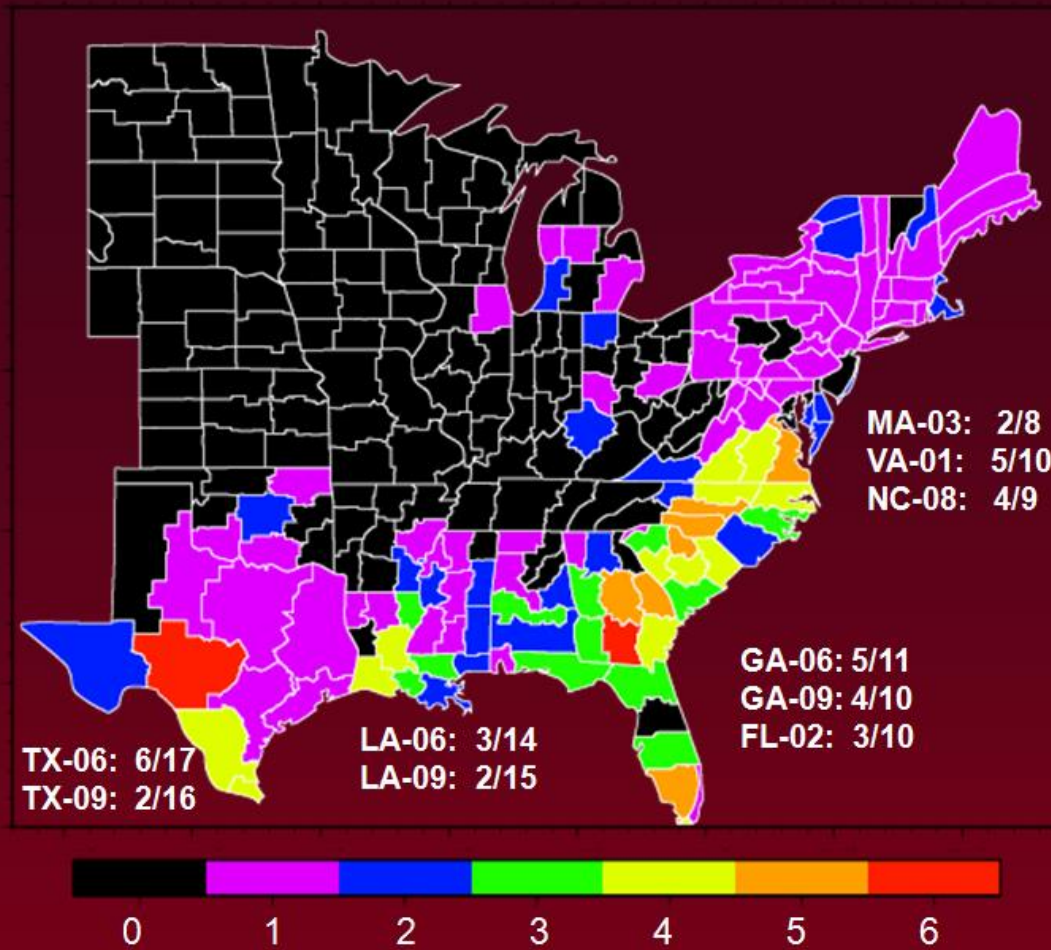 MA-03: 2/8
VA-01: 5/10
NC-08: 4/9
GA-06: 5/11
GA-09: 4/10
FL-02: 3/10
LA-06: 3/14
LA-09: 2/15
TX-06: 6/17
TX-09: 2/16
0 1 2 3 4 5 6